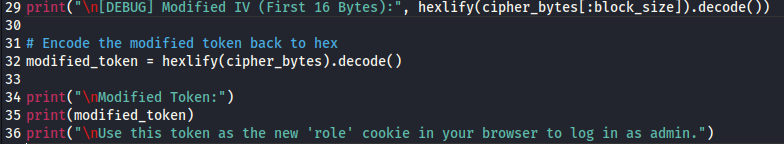 29 print("\n[DEBUG] Modified IV (First 16 Bytes):", hexlify(cipher_bytes[:block_size]).decode())
30
31 # Encode the modified token back to hex
32 modified_token = hexlify(cipher_bytes).decode()
33
34 print("\nModified Token:")
35 print(modified_token)
36 print("\nUse this token as the new 'role' cookie in your browser to log in as admin.")